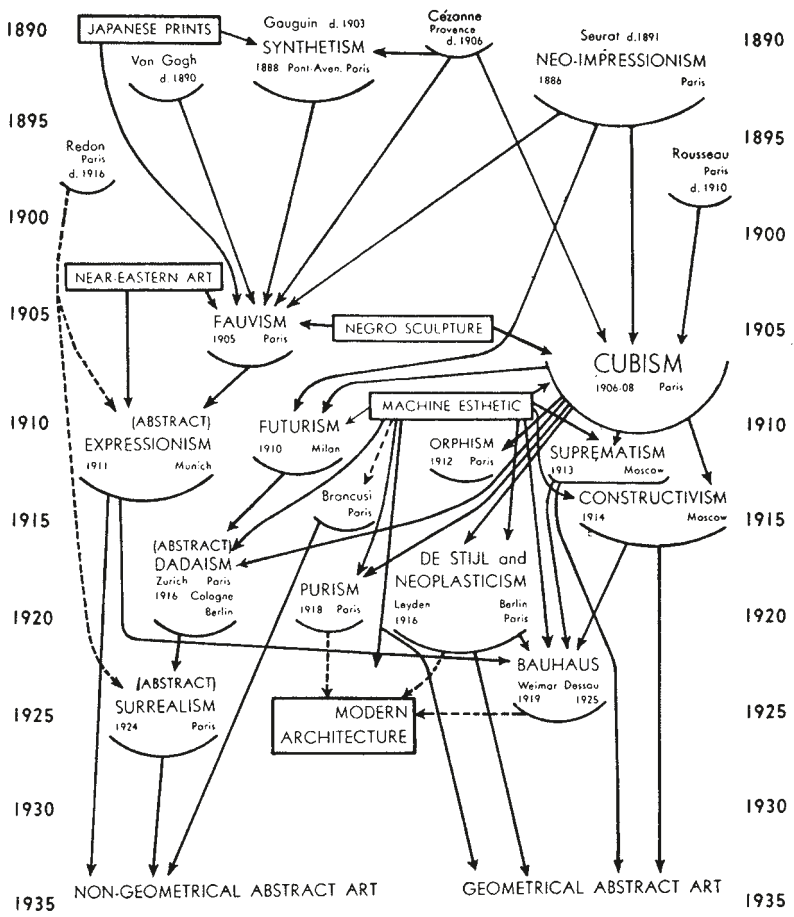 1890
JAPANESE PRINTS
Gauguin d. 1903
SYNTHETISM
1888 Pont-Aven, Paris
Cézanne
Provence
d. 1906
Seurat d.1891
NEO-IMPRESSIONISM
1886 Paris
1890
Van Gogh
d. 1890
1895
1895
Redon
Paris
d. 1916
Rousseau
Paris
d. 1910
1900
1900
NEAR-EASTERN ART
1905
FAUVISM
1905 Paris
NEGRO SCULPTURE
1905
CUBISM
1906-08 Paris
1910
(ABSTRACT)
EXPRESSIONISM
1911 Munich
FUTURISM
1910 Milan
MACHINE ESTHETIC
ORPHISM
1912 Paris
SUPREMATISM
1913 Moscow
1910
Brancusi
Paris
CONSTRUCTIVISM
1914 Moscow
1915
1915
(ABSTRACT)
DADAISM
Zurich Paris
1916 Cologne
Berlin
PURISM
1918 Paris
DE STIJL and
NEOPLASTICISM
Leyden Berlin
1916 Paris
1920
1920
BAUHAUS
Weimar Dessau
1919 1925
(ABSTRACT)
SURREALISM
1924 Paris
MODERN
ARCHITECTURE
1925
1925
1930
1930
1935
NON-GEOMETRICAL ABSTRACT ART
GEOMETRICAL ABSTRACT ART
1935